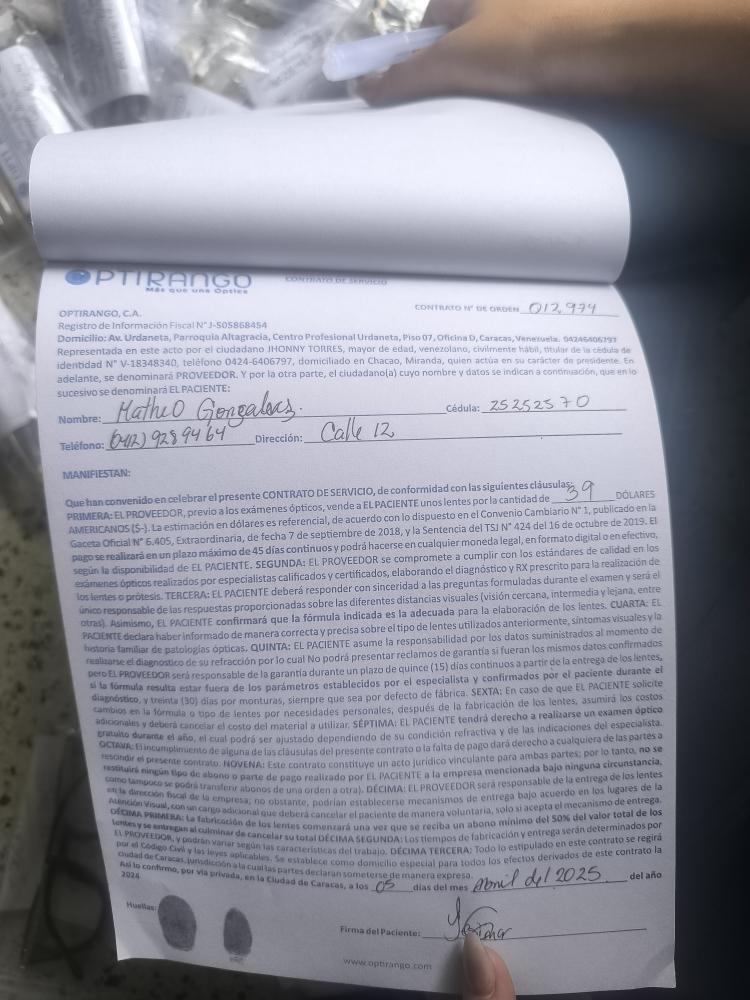 OPTIRANGO
Más que una Óptica
CONTRATO DE SERVICIO
CONTRATO N° DE ORDEN 012,974
OPTIRANGO, C.A.
Registro de Información Fiscal N° J-505868454
Domicilio: Av. Urdaneta, Parroquia Altagracia, Centro Profesional Urdaneta, Piso 07, Oficina D, Caracas, Venezuela. 04246406797
Representada en este acto por el ciudadano JHONNY TORRES, mayor de edad, venezolano, civilmente hábil, titular de la cédula de
identidad N° V-18348340, teléfono 0424-6406797, domiciliado en Chacao, Miranda, quien actúa en su carácter de presidente. En
adelante, se denominará PROVEEDOR. Y por la otra parte, el ciudadano(a) cuyo nombre y datos se indican a continuación, que en lo
sucesivo se denominará EL PACIENTE:
Nombre: Matheo Gonzalez. Cédula: 25252570
Teléfono: (042) 928 9464 Dirección: Calle 12
MANIFIESTAN:
Que han convenido en celebrar el presente CONTRATO DE SERVICIO, de conformidad con las siguientes cláusulas:
PRIMERA: EL PROVEEDOR, previo a los exámenes ópticos, vende a EL PACIENTE unos lentes por la cantidad de 39 DÓLARES
AMERICANOS ($-). La estimación en dólares es referencial, de acuerdo con lo dispuesto en el Convenio Cambiario N° 1, publicado en la
Gaceta Oficial N° 6.405, Extraordinaria, de fecha 7 de septiembre de 2018, y la Sentencia del TSJ N° 424 del 16 de octubre de 2019. El
pago se realizará en un plazo máximo de 45 días continuos y podrá hacerse en cualquier moneda legal, en formato digital o en efectivo,
según la disponibilidad de EL PACIENTE. SEGUNDA: EL PROVEEDOR se compromete a cumplir con los estándares de calidad en los
exámenes ópticos realizados por especialistas calificados y certificados, elaborando el diagnóstico y RX prescrito para la realización de
los lentes o prótesis. TERCERA: EL PACIENTE deberá responder con sinceridad a las preguntas formuladas durante el examen y será el
único responsable de las respuestas proporcionadas sobre las diferentes distancias visuales (visión cercana, intermedia y lejana, entre
otras). Asimismo, EL PACIENTE confirmará que la fórmula indicada es la adecuada para la elaboración de los lentes. CUARTA: EL
PACIENTE declara haber informado de manera correcta y precisa sobre el tipo de lentes utilizados anteriormente, síntomas visuales y la
historia familiar de patologías ópticas. QUINTA: EL PACIENTE asume la responsabilidad por los datos suministrados al momento de
realizarse el diagnostico de su refracción por lo cual No podrá presentar reclamos de garantía si fueran los mismos datos confirmados
pero EL PROVEEDOR será responsable de la garantía durante un plazo de quince (15) días continuos a partir de la entrega de los lentes,
si la fórmula resulta estar fuera de los parámetros establecidos por el especialista y confirmados por el paciente durante el
diagnóstico, y treinta (30) días por monturas, siempre que sea por defecto de fábrica. SEXTA: En caso de que EL PACIENTE solicite
cambios en la fórmula o tipo de lentes por necesidades personales, después de la fabricación de los lentes, asumirá los costos
adicionales y deberá cancelar el costo del material a utilizar. SÉPTIMA: EL PACIENTE tendrá derecho a realizarse un examen óptico
gratuito durante el año, el cual podrá ser ajustado dependiendo de su condición refractiva y de las indicaciones del especialista.
OCTAVA: El incumplimiento de alguna de las cláusulas del presente contrato o la falta de pago dará derecho a cualquiera de las partes a
rescindir el presente contrato. NOVENA: Este contrato constituye un acto jurídico vinculante para ambas partes; por lo tanto, no se
restituirá ningún tipo de abono o parte de pago realizado por EL PACIENTE a la empresa mencionada bajo ninguna circunstancia,
como tampoco se podrá transferir abonos de una orden a otra). DÉCIMA: EL PROVEEDOR será responsable de la entrega de los lentes
en la dirección fiscal de la empresa; no obstante, podrían establecerse mecanismos de entrega bajo acuerdo en los lugares de la
Atención Visual, con un cargo adicional que deberá cancelar el paciente de manera voluntaria, solo si acepta el mecanismo de entrega.
DÉCIMA PRIMERA: La fabricación de los lentes comenzará una vez que se reciba un abono mínimo del 50% del valor total de los
lentes y se entregan al culminar de cancelar su total DÉCIMA SEGUNDA: Los tiempos de fabricación y entrega serán determinados por
EL PROVEEDOR, y podrán variar según las características del trabajo. DÉCIMA TERCERA: Todo lo estipulado en este contrato se regirá
por el Código Civil y las leyes aplicables. Se establece como domicilio especial para todos los efectos derivados de este contrato la
ciudad de Caracas, jurisdicción a la cual las partes declaran someterse de manera expresa.
Así lo confirmo, por vía privada, en la Ciudad de Caracas, a los 05 días del mes Abril del 2025 del año
2024
Huellas:
Firma del Paciente:
www.optirango.com